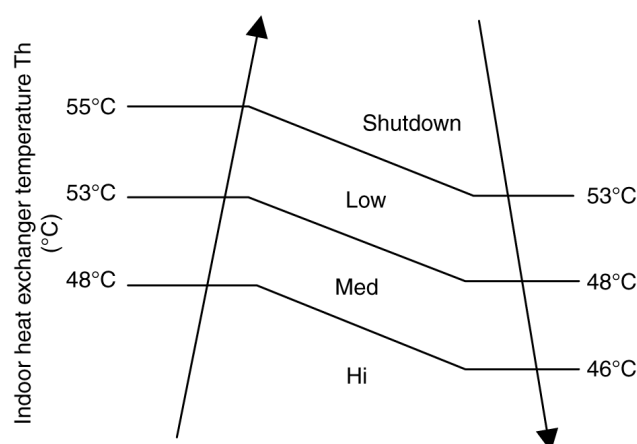 Indoor heat exchanger temperature Th
(°C)
55°C
Shutdown
53°C
Low
53°C
48°C
Med
48°C
Hi
46°C